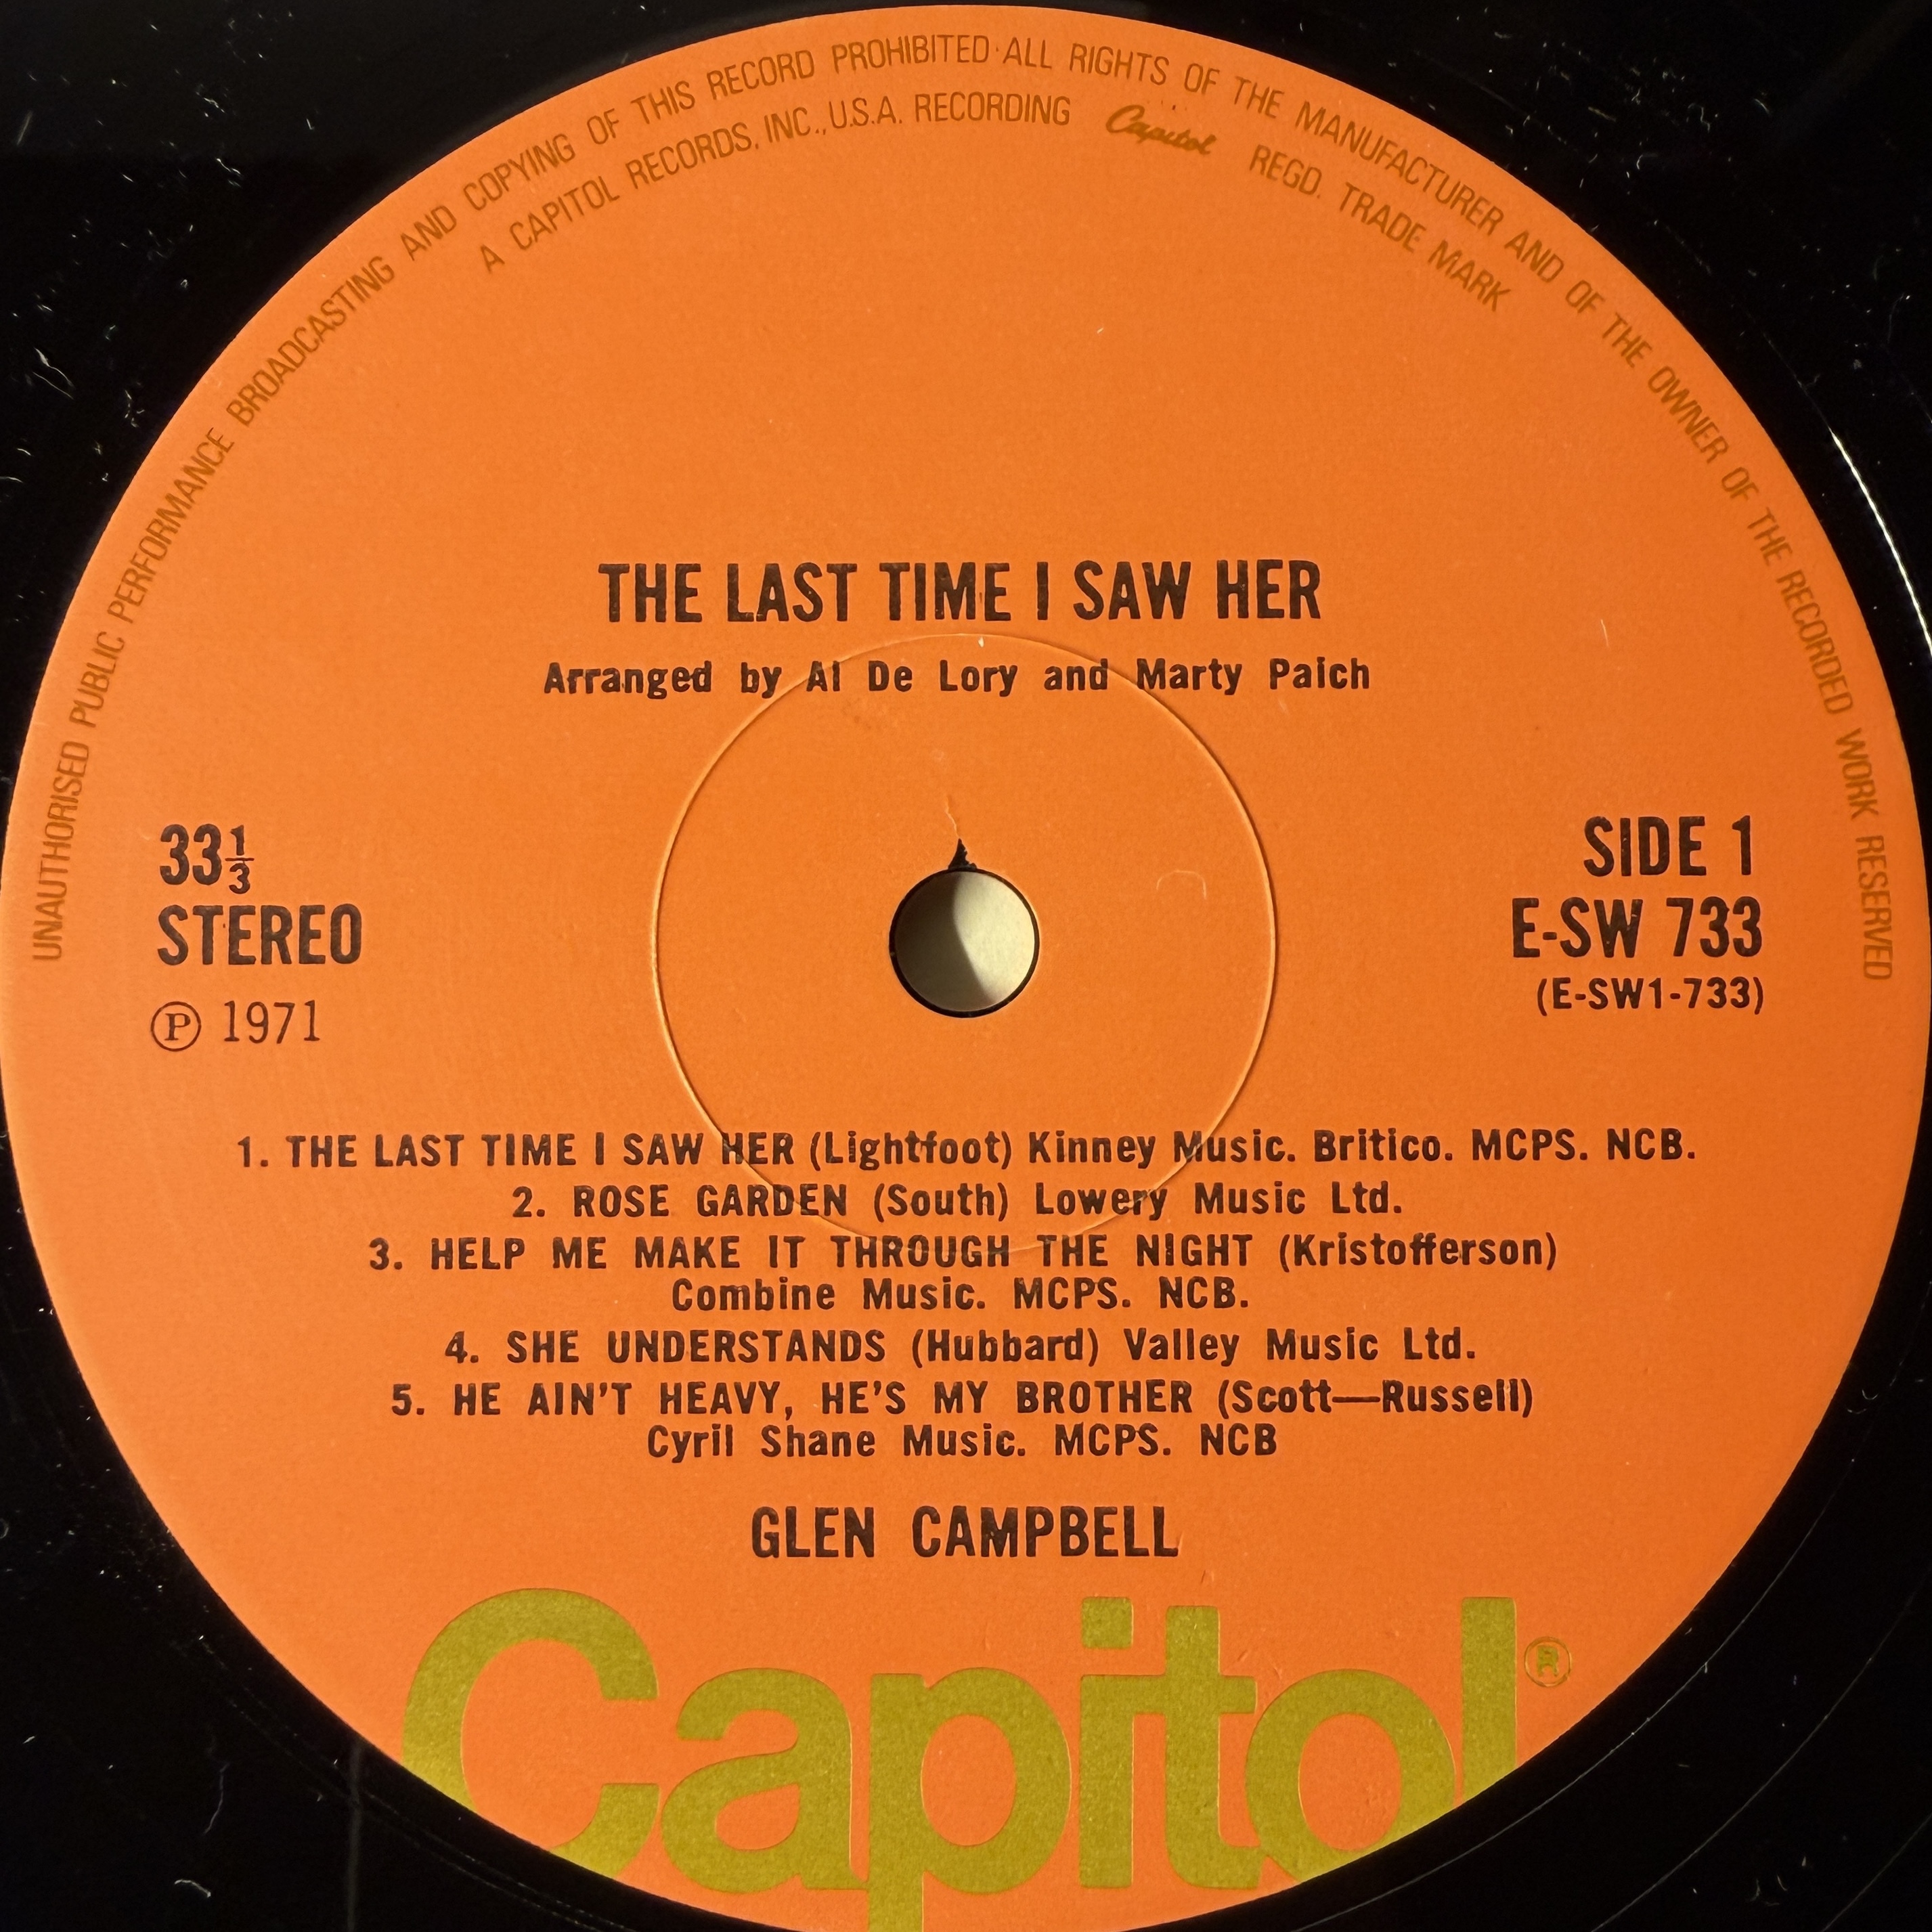 UNAUTHORISED PUBLIC PERFORMANCE BROADCASTING AND COPYING OF THIS RECORD PROHIBITED·ALL RIGHTS OF THE MANUFACTURER AND OF THE OWNER OF THE RECORDED WORK RESERVED
A CAPITOL RECORDS, INC., U.S.A. RECORDING Capitol REGD. TRADE MARK
THE LAST TIME I SAW HER
Arranged by Al De Lory and Marty Paich
33⅓
STEREO
℗ 1971
SIDE 1
E-SW 733
(E-SW1-733)
1. THE LAST TIME I SAW HER (Lightfoot) Kinney Music. Britico. MCPS. NCB.
2. ROSE GARDEN (South) Lowery Music Ltd.
3. HELP ME MAKE IT THROUGH THE NIGHT (Kristofferson)
Combine Music. MCPS. NCB.
4. SHE UNDERSTANDS (Hubbard) Valley Music Ltd.
5. HE AIN'T HEAVY, HE'S MY BROTHER (Scott—Russell)
Cyril Shane Music. MCPS. NCB
GLEN CAMPBELL
Capitol®